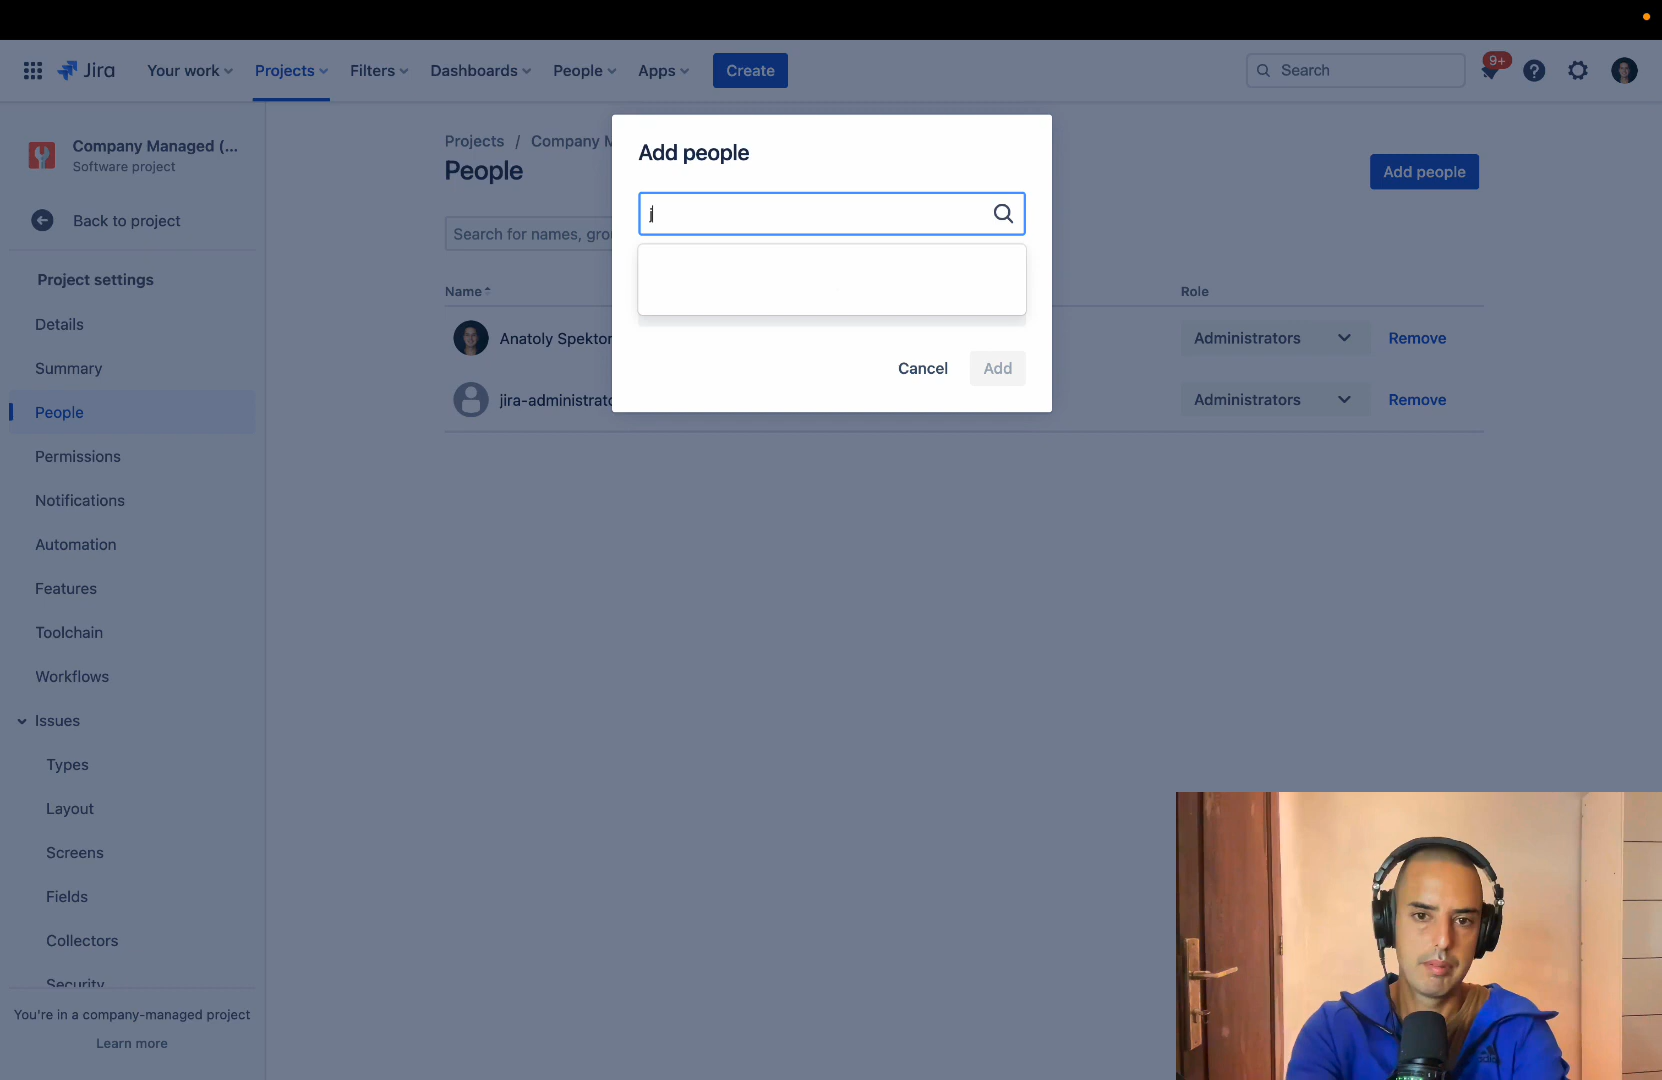 Jira
Your work
Projects
Filters
Dashboards
People
Apps
Create
Search
9+
Company Managed (...
Software project
Back to project
Project settings
Details
Summary
People
Permissions
Notifications
Automation
Features
Toolchain
Workflows
Issues
Types
Layout
Screens
Fields
Collectors
Security
You're in a company-managed project
Learn more
Projects / Company M
People
Add people
Search for names, gro
Name
Role
Anatoly Spektor
Administrators
Remove
jira-administrato
Administrators
Remove
Add people
j
Cancel
Add